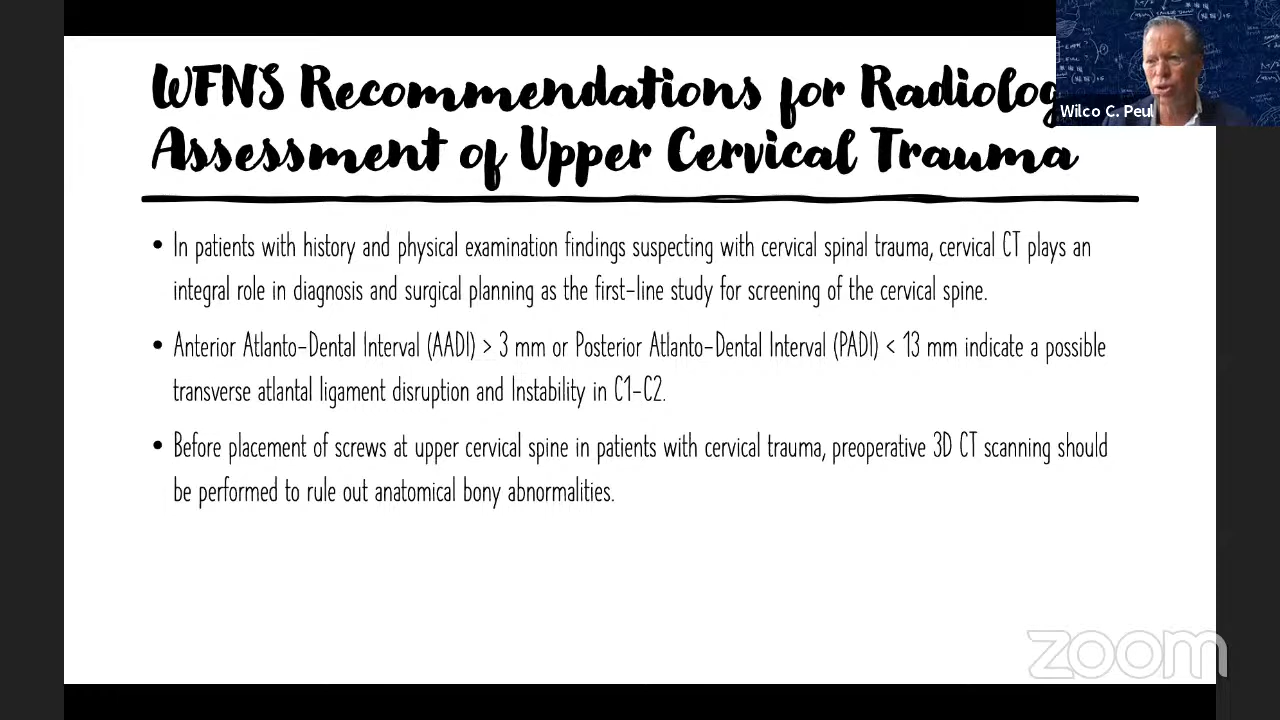 WFNS Recommendations for Radiolog
Assessment of Upper Cervical Trauma
Wilco C. Peul
• In patients with history and physical examination findings suspecting with cervical spinal trauma, cervical CT plays an
integral role in diagnosis and surgical planning as the first-line study for screening of the cervical spine.
• Anterior Atlanto-Dental Interval (AADI) > 3 mm or Posterior Atlanto-Dental Interval (PADI) < 13 mm indicate a possible
transverse atlantal ligament disruption and Instability in C1-C2.
• Before placement of screws at upper cervical spine in patients with cervical trauma, preoperative 3D CT scanning should
be performed to rule out anatomical bony abnormalities.
zoom